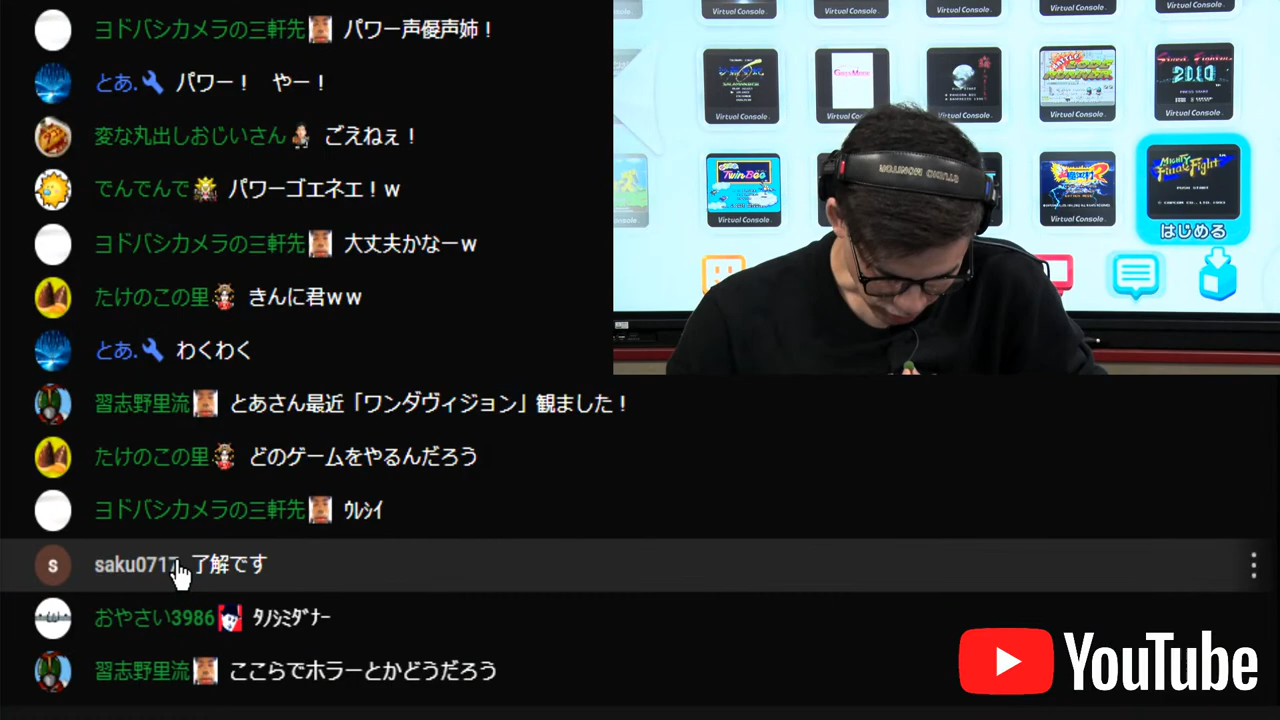 ヨドバシカメラの三軒先 パワー声優声姉！
とあ. パワー！ やー！
変な丸出しおじいさん ごえねぇ！
でんでんで パワーゴエネエ！w
ヨドバシカメラの三軒先 大丈夫かなーw
たけのこの里 きんに君ww
とあ. わくわく
習志野里流 とあさん最近「ワンダヴィジョン」観ました！
たけのこの里 どのゲームをやるんだろう
ヨドバシカメラの三軒先 ｳﾚｼｲ
s saku0717 了解です
おやさい3986 ﾀﾉｼﾐﾀﾞﾅｰ
習志野里流 ここらでホラーとかどうだろう
Virtual Console
Virtual Console
Virtual Console
Virtual Console
Virtual Console
2010
Virtual Console
Virtual Console
Virtual Console
Virtual Console
Virtual Console
TwinBee
Mighty Final Fight
PUSH START
Virtual Console
Virtual Console
はじめる
STUDIO MONITOR
YouTube